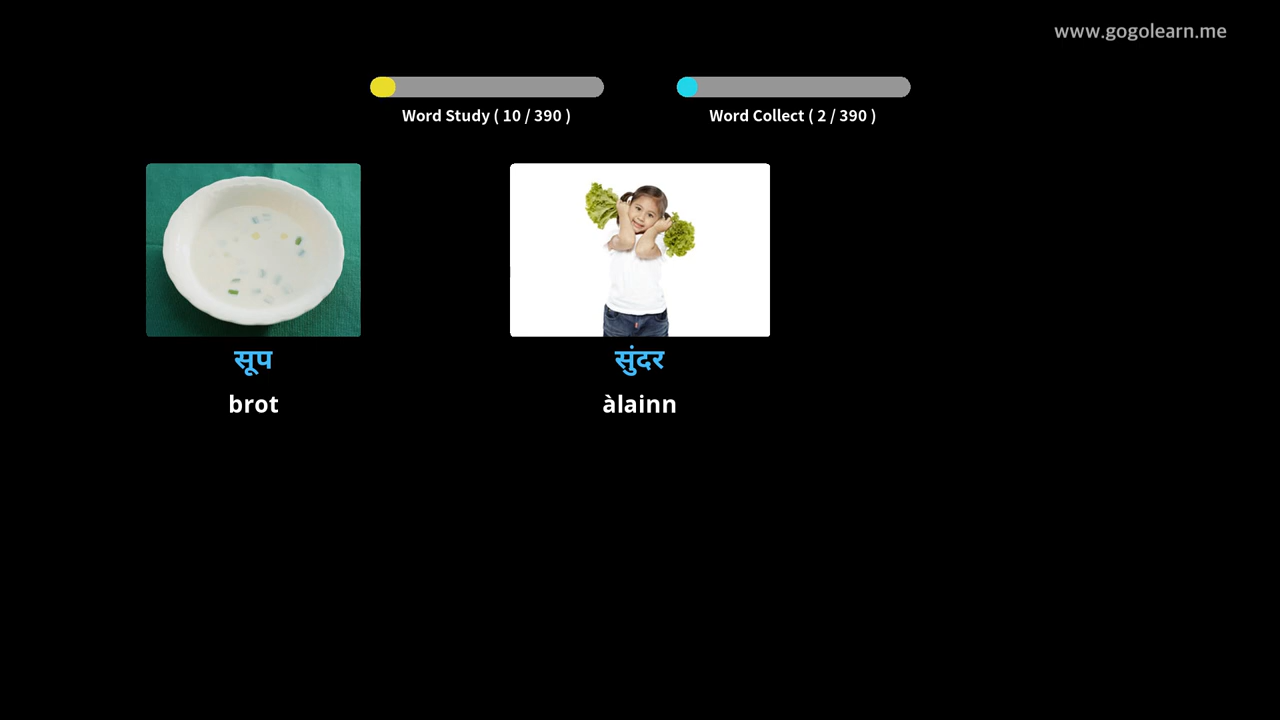 www.gogolearn.me
Word Study ( 10 / 390 )
Word Collect ( 2 / 390 )
सूप
brot
सुंदर
àlainn